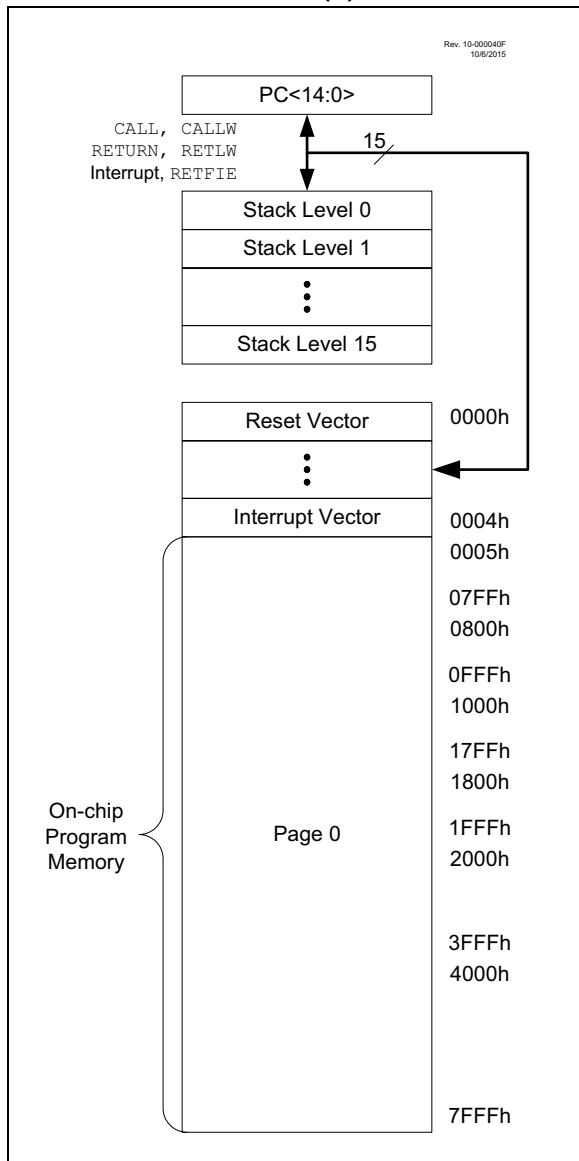 Rev. 10-000040F
10/6/2015
PC<14:0>
CALL, CALLW
RETURN, RETLW
Interrupt, RETFIE
15
Stack Level 0
Stack Level 1
Stack Level 15
Reset Vector
0000h
Interrupt Vector
0004h
0005h
07FFh
0800h
0FFFh
1000h
17FFh
1800h
On-chip
Program
Memory
Page 0
1FFFh
2000h
3FFFh
4000h
7FFFh